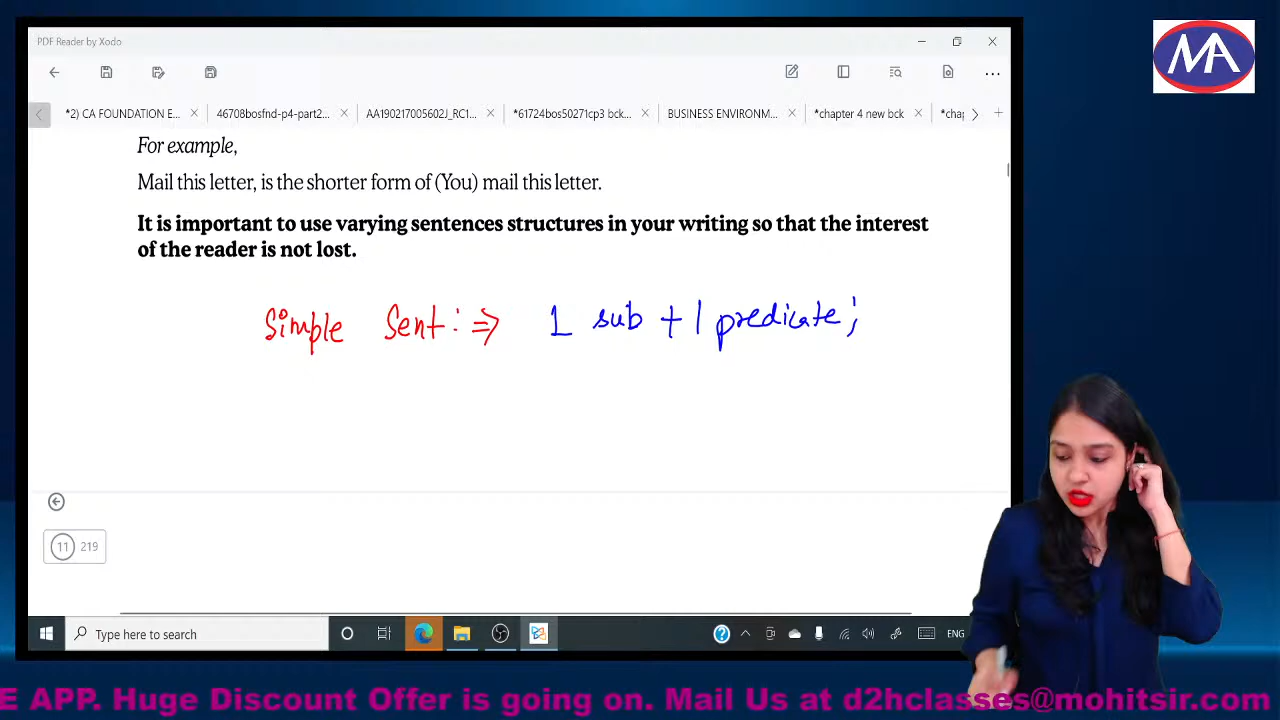 MA
PDF Reader by Xodo
*2) CA FOUNDATION E...
46708bosfnd-p4-part2...
AA190217005602J_RC1...
*61724bos50271cp3 bck...
BUSINESS ENVIRONM...
*chapter 4 new bck
*chap
For example,
Mail this letter, is the shorter form of (You) mail this letter.
It is important to use varying sentences structures in your writing so that the interest
of the reader is not lost.
Simple Sent : ⇒ 1 sub + 1 predicate ;
11 219
Type here to search
ENG
E APP. Huge Discount Offer is going on. Mail Us at d2hclasses@mohitsir.com